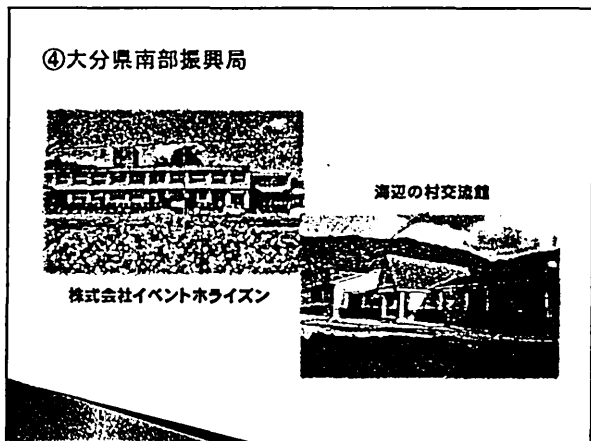 ④大分県南部振興局
海辺の村交流館
株式会社イベントホライズン